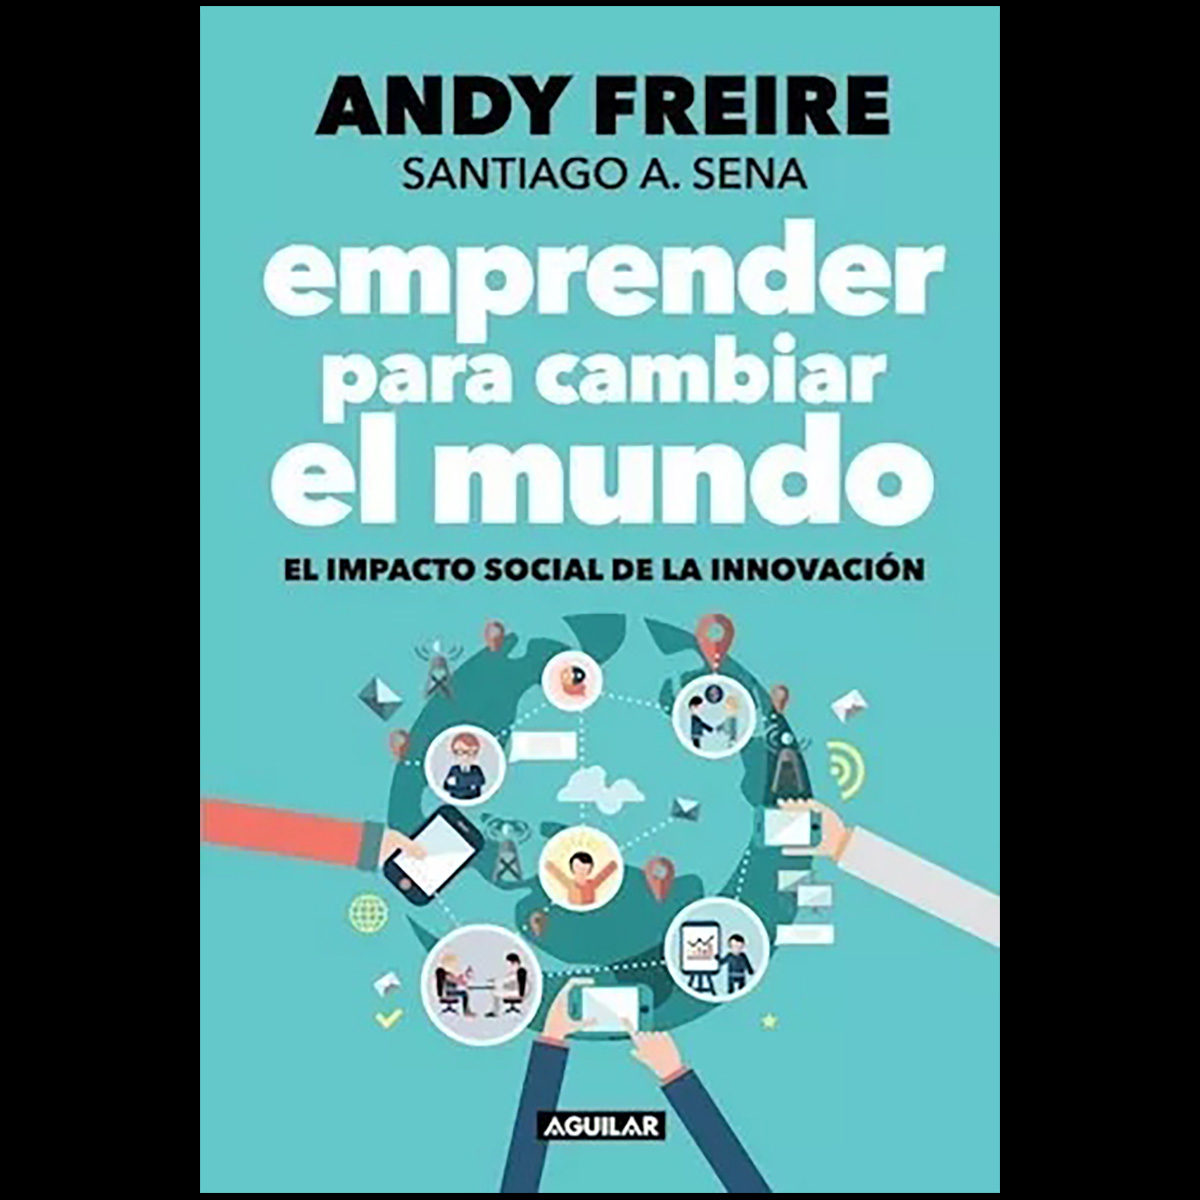 ANDY FREIRE
SANTIAGO A. SENA
emprender
para cambiar
el mundo
EL IMPACTO SOCIAL DE LA INNOVACIÓN
AGUILAR